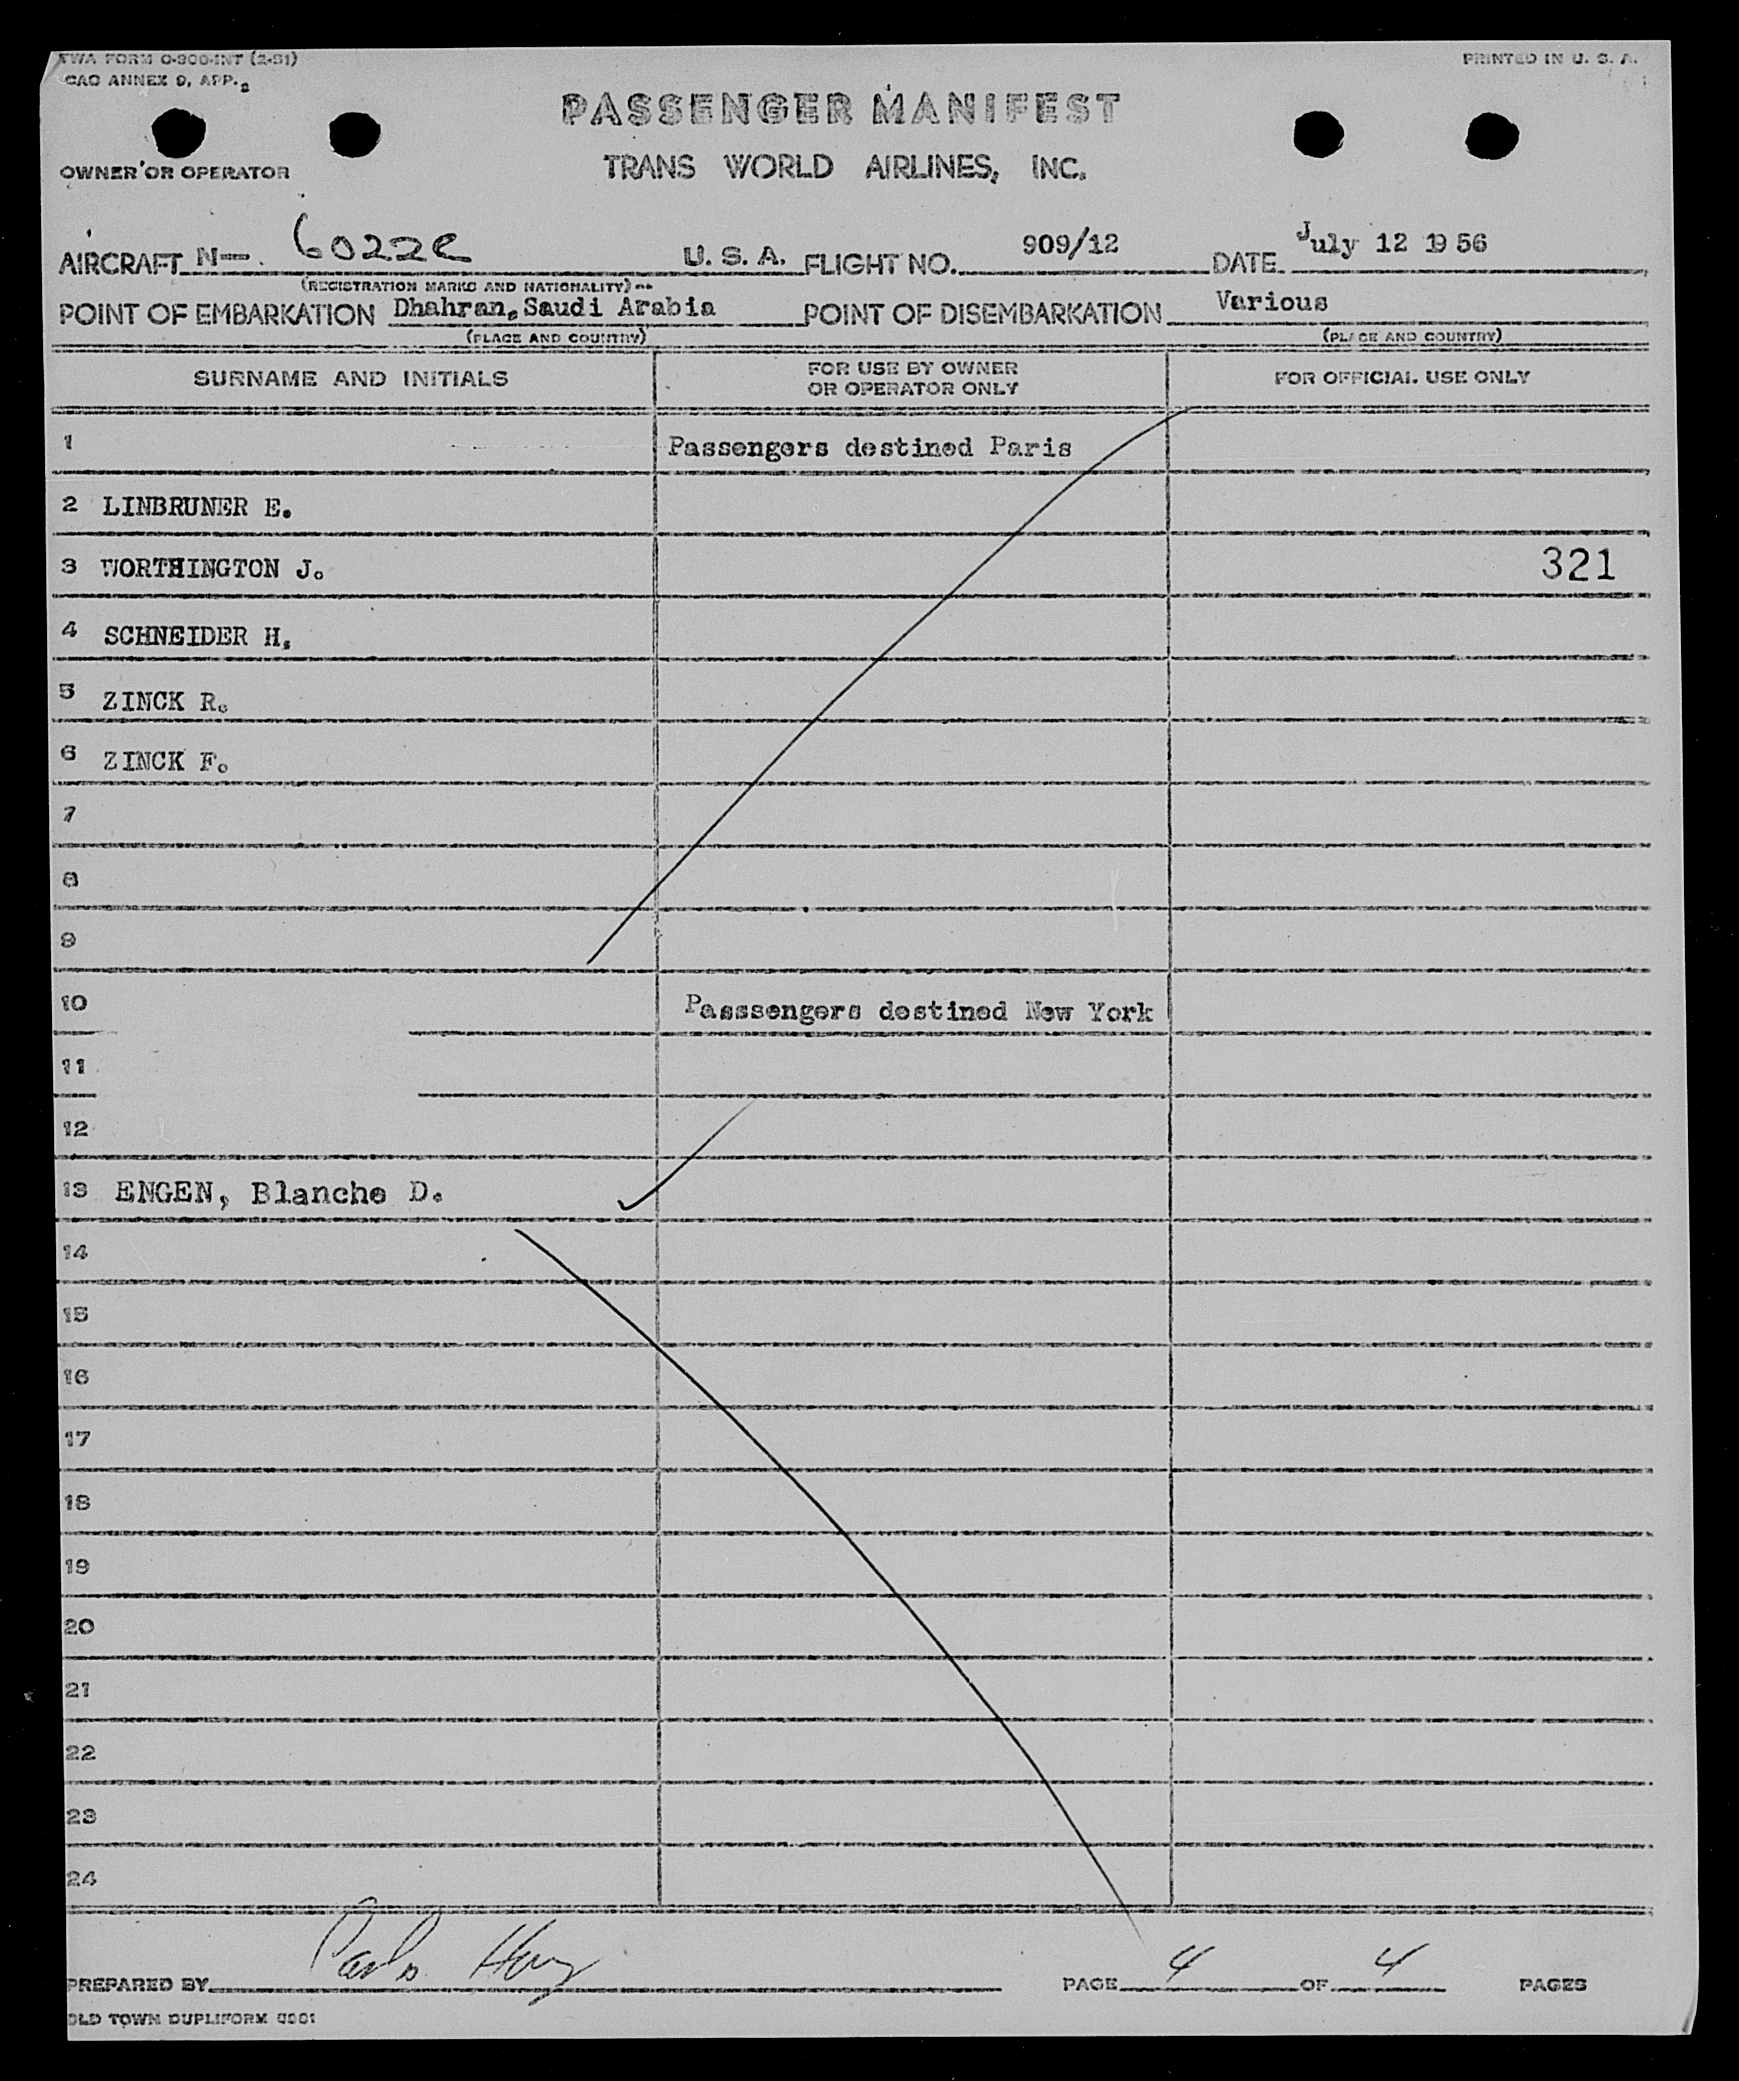 TWA FORM O-800-INT (2-51)
PRINTED IN U. S. A.
CAO ANNEX 9, APP. 2
PASSENGER MANIFEST
OWNER OR OPERATOR
TRANS WORLD AIRLINES, INC.
AIRCRAFT N- 6022C U. S. A. FLIGHT NO. 909/12 DATE July 12 1956
(REGISTRATION MARKS AND NATIONALITY)
POINT OF EMBARKATION Dhahran, Saudi Arabia POINT OF DISEMBARKATION Various
(PLACE AND COUNTRY) (PLACE AND COUNTRY)
SURNAME AND INITIALS FOR USE BY OWNER OR OPERATOR ONLY FOR OFFICIAL USE ONLY
1 Passengers destined Paris
2 LINBRUNER E.
3 WORTHINGTON J. 321
4 SCHNEIDER H.
5 ZINCK R.
6 ZINCK F.
7
8
9
10 Passsengers destined New York
11
12
13 ENGEN, Blanche D.
14
15
16
17
18
19
20
21
22
23
24
PREPARED BY PAGE 4 OF 4 PAGES
OLD TOWN DUPLIFORM